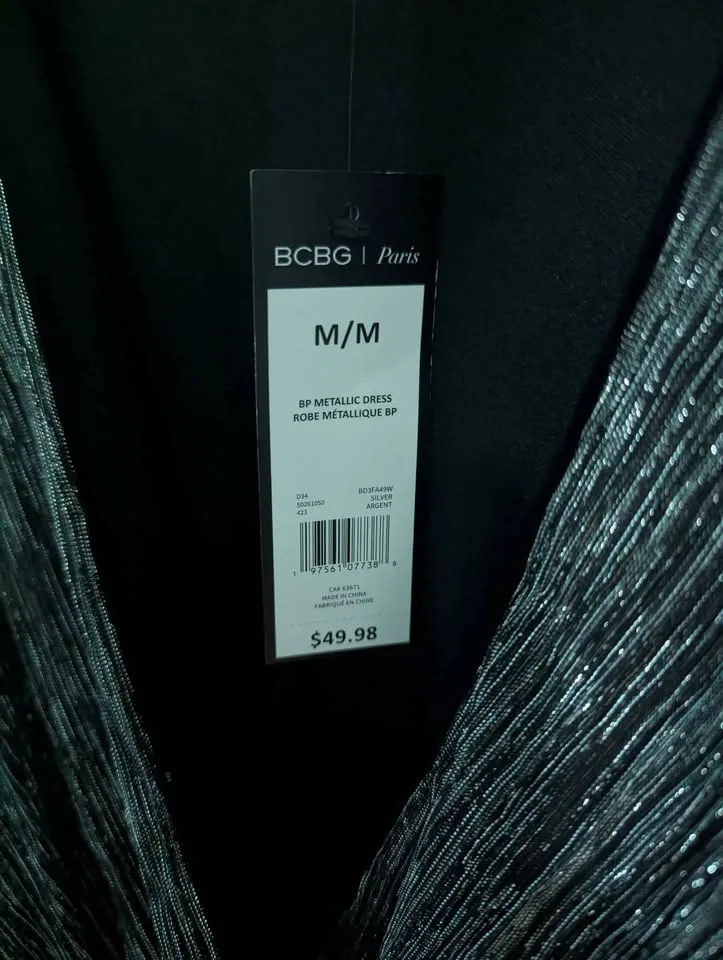 BCBG | Paris
M/M
BP METALLIC DRESS
ROBE MÉTALLIQUE BP
D34 BD3FA49W
50261050 SILVER
423 ARGENT
1 97561 07738 8
CA# 63671
MADE IN CHINA
FABRIQUÉ EN CHINE
$49.98